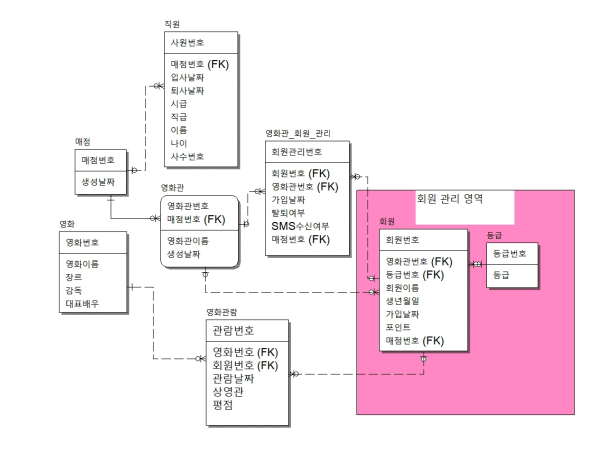 직원
사원번호
매점번호 (FK)
입사날짜
퇴사날짜
시급
직급
이름
나이
사수번호
매점
매점번호
생성날짜
영화관
영화관번호
매점번호 (FK)
영화관이름
생성날짜
영화관_회원_관리
회원관리번호
회원번호 (FK)
영화관번호 (FK)
가입날짜
탈퇴여부
SMS수신여부
매점번호 (FK)
영화
영화번호
영화이름
장르
감독
대표배우
회원 관리 영역
회원
회원번호
영화관번호 (FK)
등급번호 (FK)
회원이름
생년월일
가입날짜
포인트
매점번호 (FK)
등급
등급번호
등급
영화관람
관람번호
영화번호 (FK)
회원번호 (FK)
관람날짜
상영관
평점